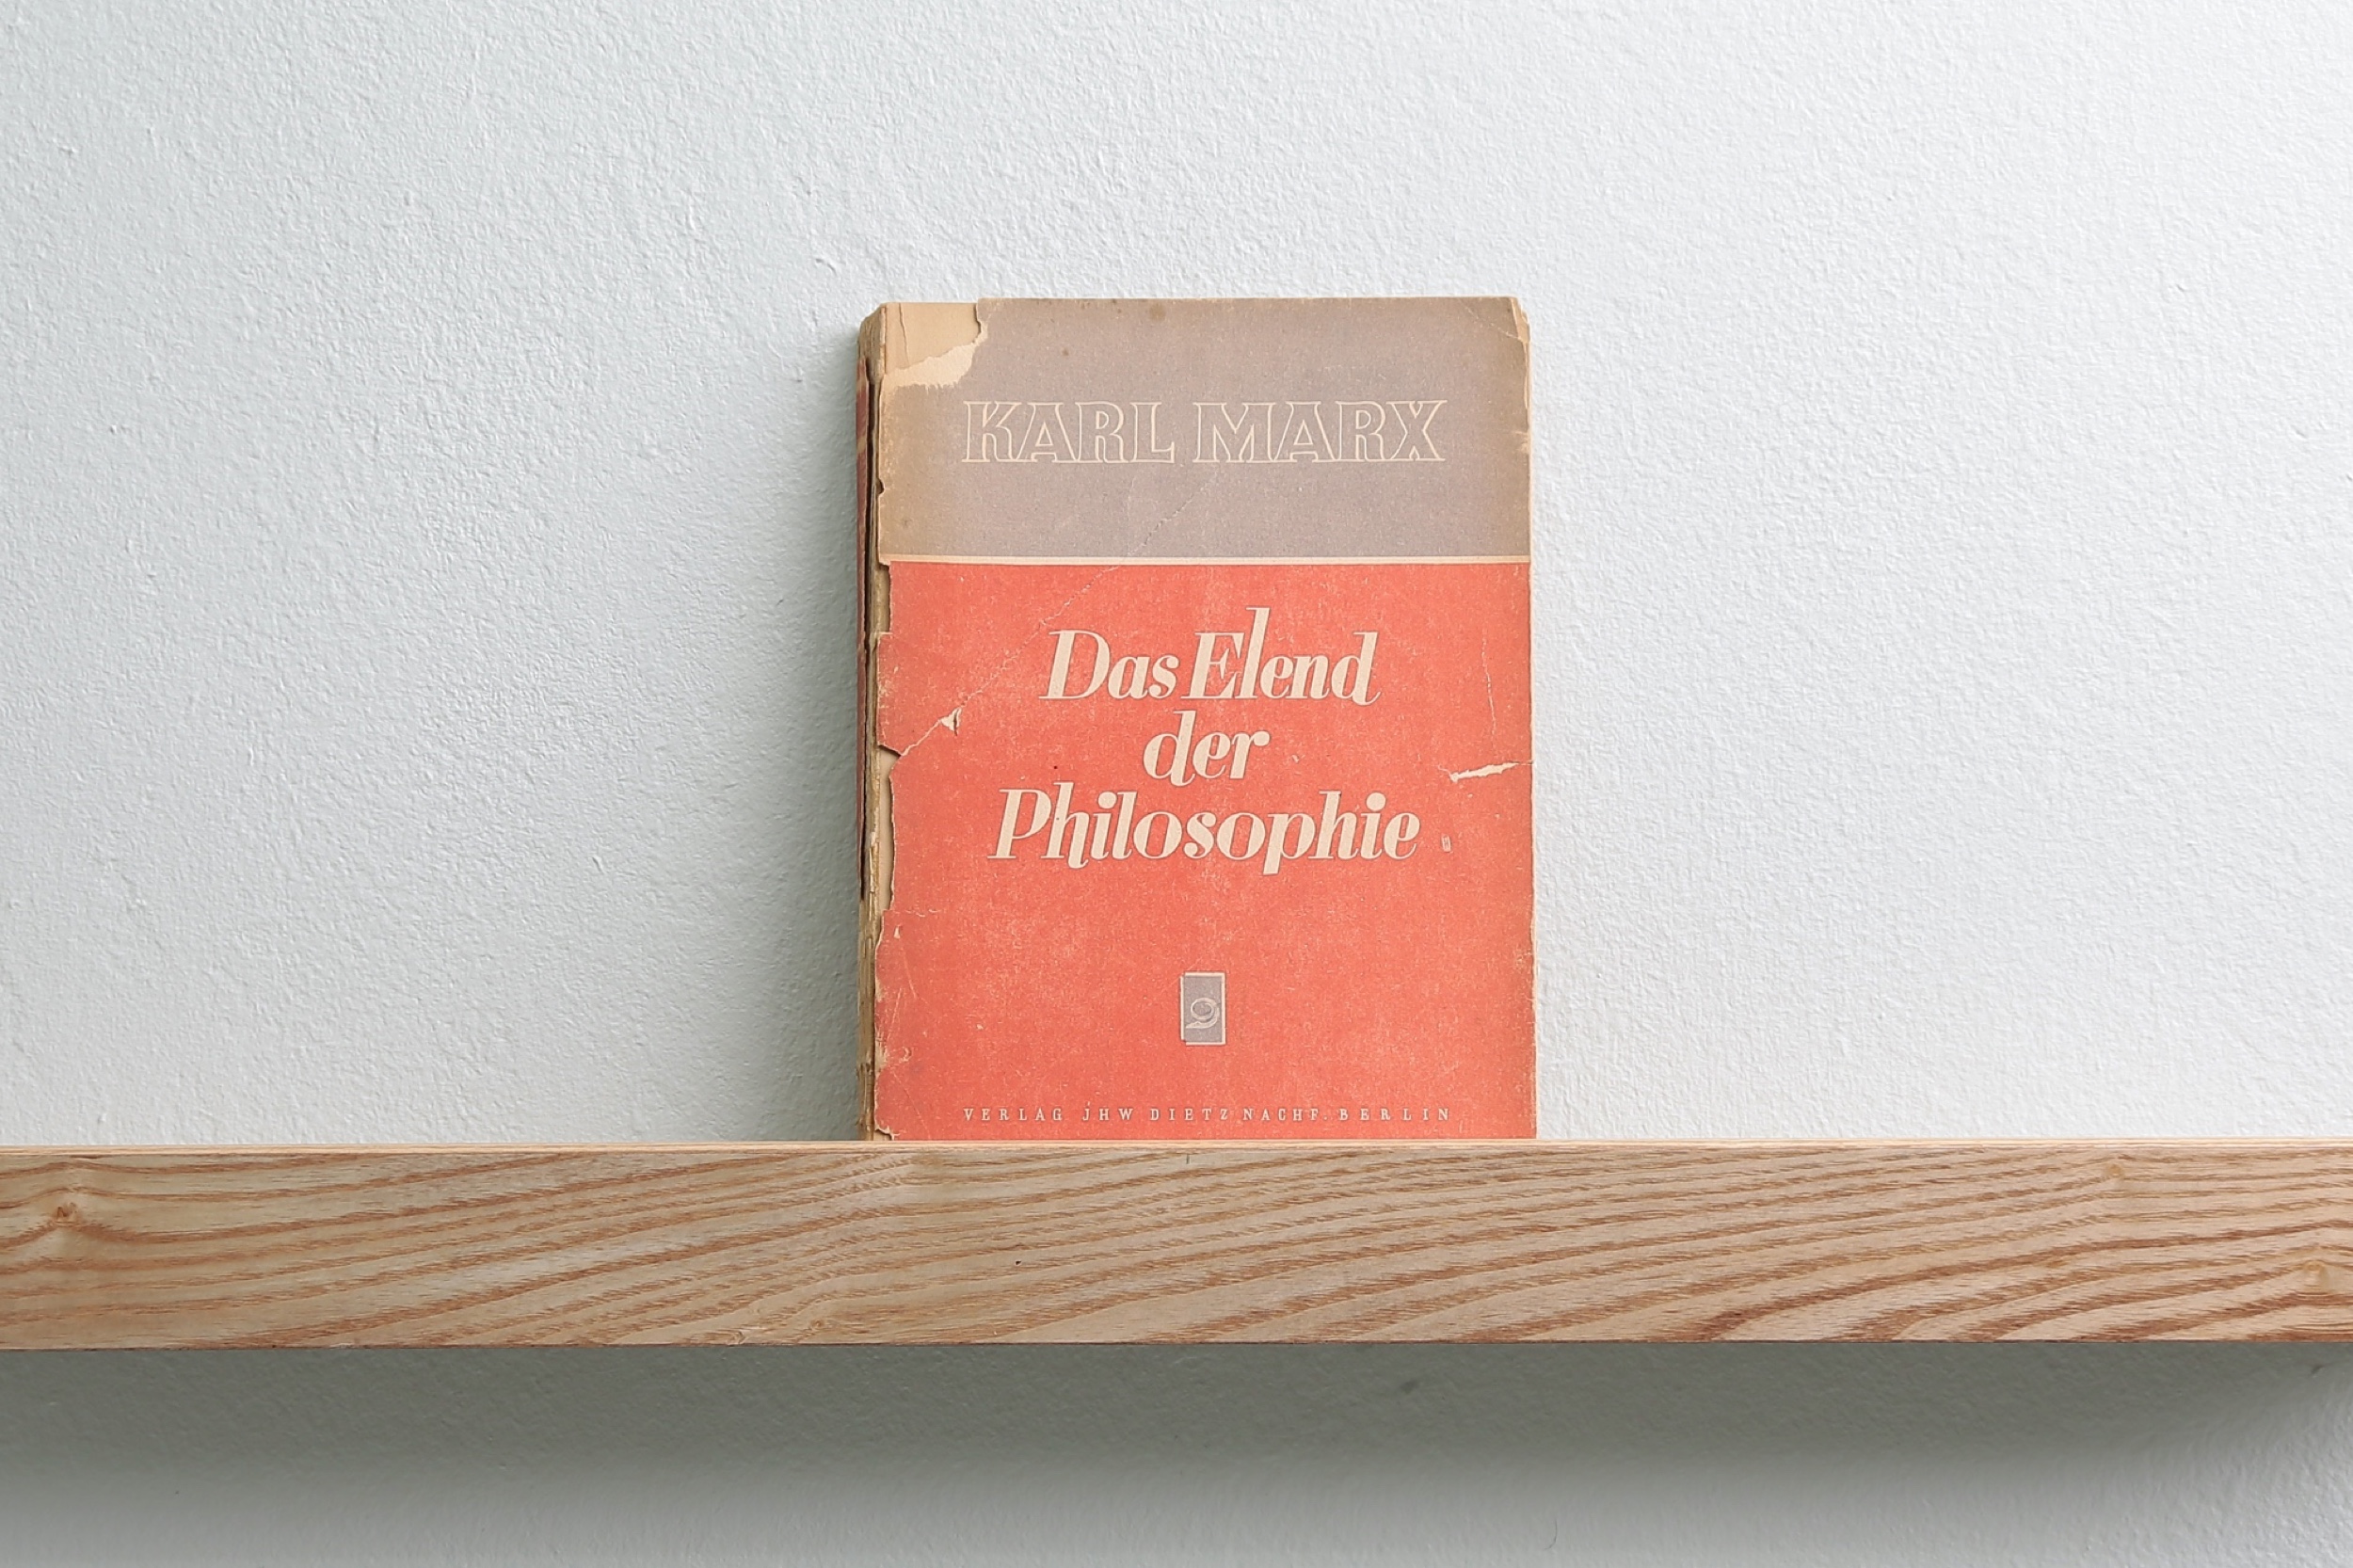 KARL MARX
Das Elend
der
Philosophie
VERLAG JHW DIETZ NACHF. BERLIN